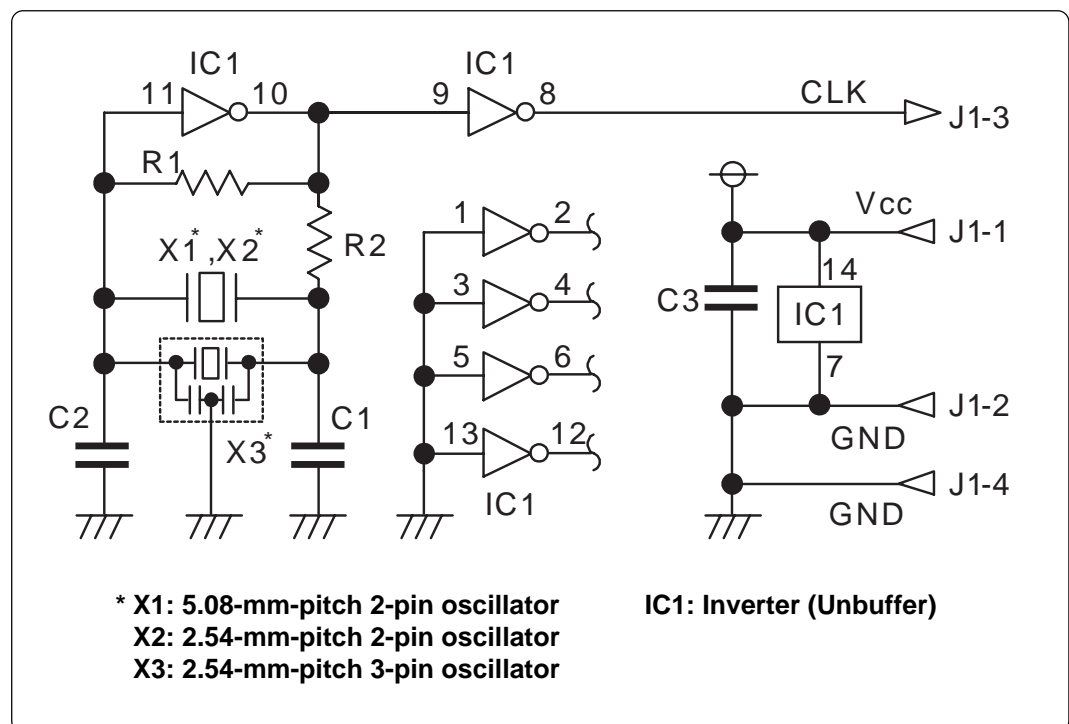 IC1 IC1
11 10 9 8 CLK J1-3
R1
1 2 Vcc J1-1
X1*,X2* R2
3 4 C3 14
IC1
5 6 7
C2 C1 J1-2
X3* 13 12 GND
IC1 J1-4
GND
* X1: 5.08-mm-pitch 2-pin oscillator IC1: Inverter (Unbuffer)
X2: 2.54-mm-pitch 2-pin oscillator
X3: 2.54-mm-pitch 3-pin oscillator